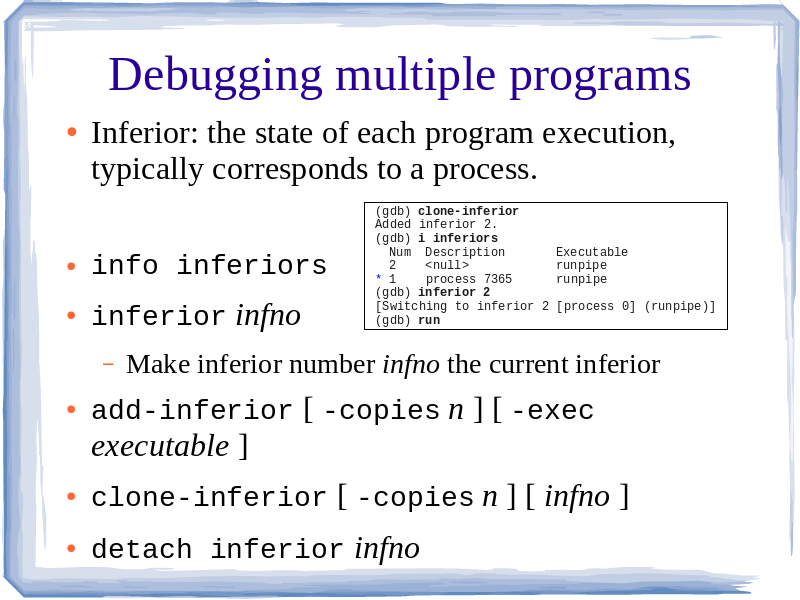 Debugging multiple programs
• Inferior: the state of each program execution,
typically corresponds to a process.
(gdb) clone-inferior
Added inferior 2.
(gdb) i inferiors
Num Description Executable
2 <null> runpipe
* 1 process 7365 runpipe
(gdb) inferior 2
[Switching to inferior 2 [process 0] (runpipe)]
(gdb) run
• info inferiors
• inferior infno
– Make inferior number infno the current inferior
• add-inferior [ -copies n ] [ -exec
executable ]
• clone-inferior [ -copies n ] [ infno ]
• detach inferior infno